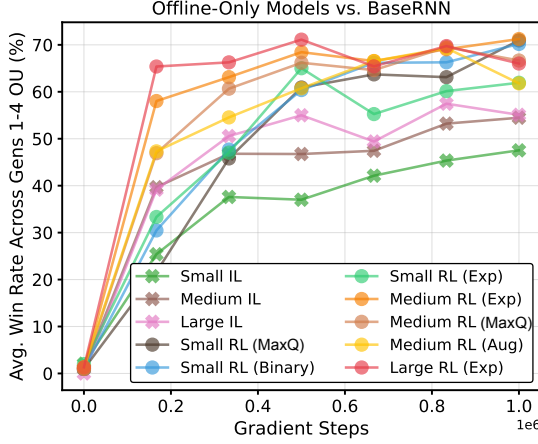 Offline-Only Models vs. BaseRNN
Avg. Win Rate Across Gens 1-4 OU (%)
70
60
50
40
30
20
10
0
Small IL
Medium IL
Large IL
Small RL (MaxQ)
Small RL (Binary)
Small RL (Exp)
Medium RL (Exp)
Medium RL (MaxQ)
Medium RL (Aug)
Large RL (Exp)
0.0 0.2 0.4 0.6 0.8 1.0
1e6
Gradient Steps